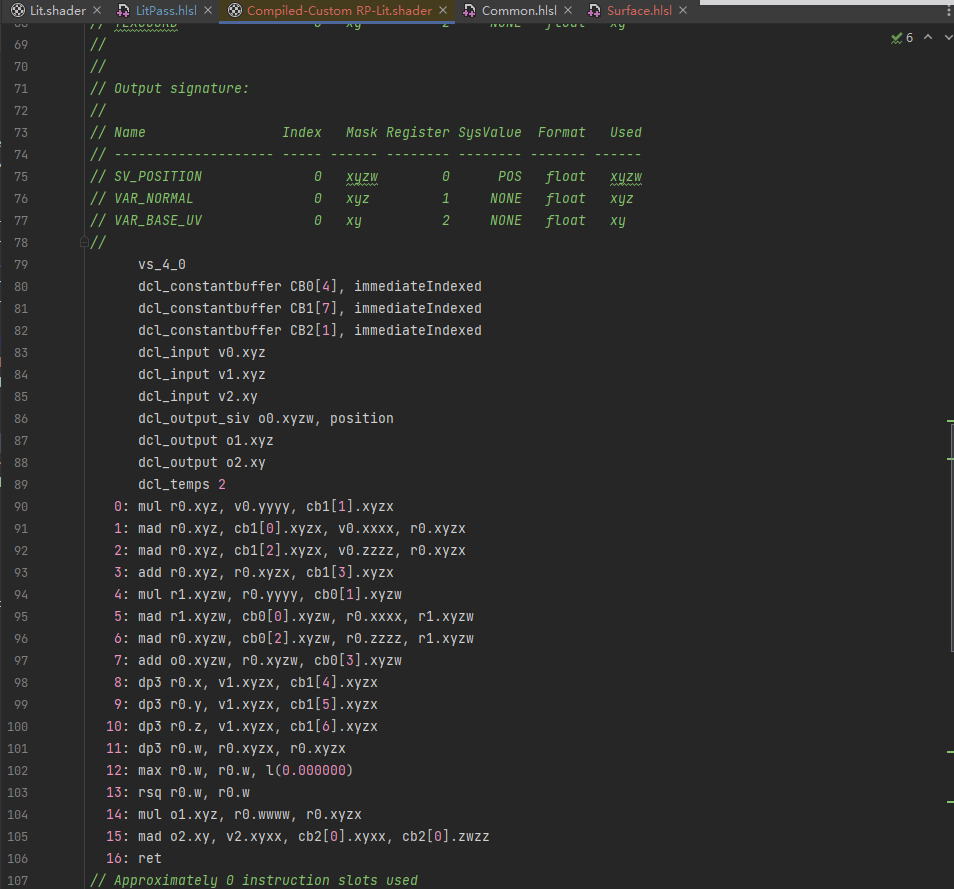 Lit.shader LitPass.hlsl Compiled-Custom RP-Lit.shader Common.hlsl Surface.hlsl
68 // TEXCOORD 0 xy 2 NONE float xy
69 // 6
70 //
71 // Output signature:
72 //
73 // Name Index Mask Register SysValue Format Used
74 // -------------------- ----- ------ -------- -------- ------- ------
75 // SV_POSITION 0 xyzw 0 POS float xyzw
76 // VAR_NORMAL 0 xyz 1 NONE float xyz
77 // VAR_BASE_UV 0 xy 2 NONE float xy
78 //
79 vs_4_0
80 dcl_constantbuffer CB0[4], immediateIndexed
81 dcl_constantbuffer CB1[7], immediateIndexed
82 dcl_constantbuffer CB2[1], immediateIndexed
83 dcl_input v0.xyz
84 dcl_input v1.xyz
85 dcl_input v2.xy
86 dcl_output_siv o0.xyzw, position
87 dcl_output o1.xyz
88 dcl_output o2.xy
89 dcl_temps 2
90 0: mul r0.xyz, v0.yyyy, cb1[1].xyzx
91 1: mad r0.xyz, cb1[0].xyzx, v0.xxxx, r0.xyzx
92 2: mad r0.xyz, cb1[2].xyzx, v0.zzzz, r0.xyzx
93 3: add r0.xyz, r0.xyzx, cb1[3].xyzx
94 4: mul r1.xyzw, r0.yyyy, cb0[1].xyzw
95 5: mad r1.xyzw, cb0[0].xyzw, r0.xxxx, r1.xyzw
96 6: mad r0.xyzw, cb0[2].xyzw, r0.zzzz, r1.xyzw
97 7: add o0.xyzw, r0.xyzw, cb0[3].xyzw
98 8: dp3 r0.x, v1.xyzx, cb1[4].xyzx
99 9: dp3 r0.y, v1.xyzx, cb1[5].xyzx
100 10: dp3 r0.z, v1.xyzx, cb1[6].xyzx
101 11: dp3 r0.w, r0.xyzx, r0.xyzx
102 12: max r0.w, r0.w, l(0.000000)
103 13: rsq r0.w, r0.w
104 14: mul o1.xyz, r0.wwww, r0.xyzx
105 15: mad o2.xy, v2.xyxx, cb2[0].xyxx, cb2[0].zwzz
106 16: ret
107 // Approximately 0 instruction slots used